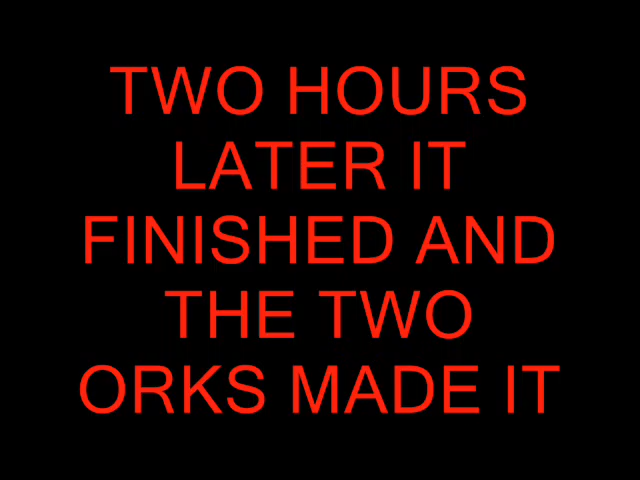 TWO HOURS
LATER IT
FINISHED AND
THE TWO
ORKS MADE IT